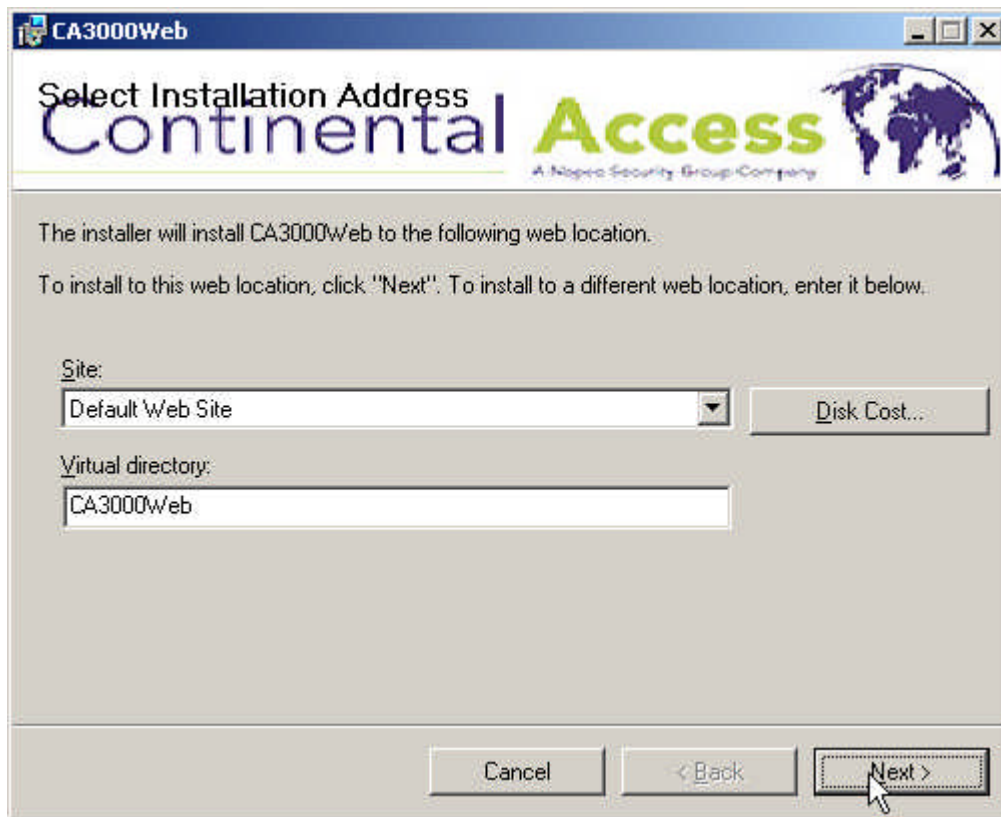 CA3000Web
Select Installation Address
Continental Access
A Napco Security Group Company
The installer will install CA3000Web to the following web location.
To install to this web location, click "Next". To install to a different web location, enter it below.
Site:
Default Web Site
Disk Cost...
Virtual directory:
CA3000Web
Cancel
< Back
Next >